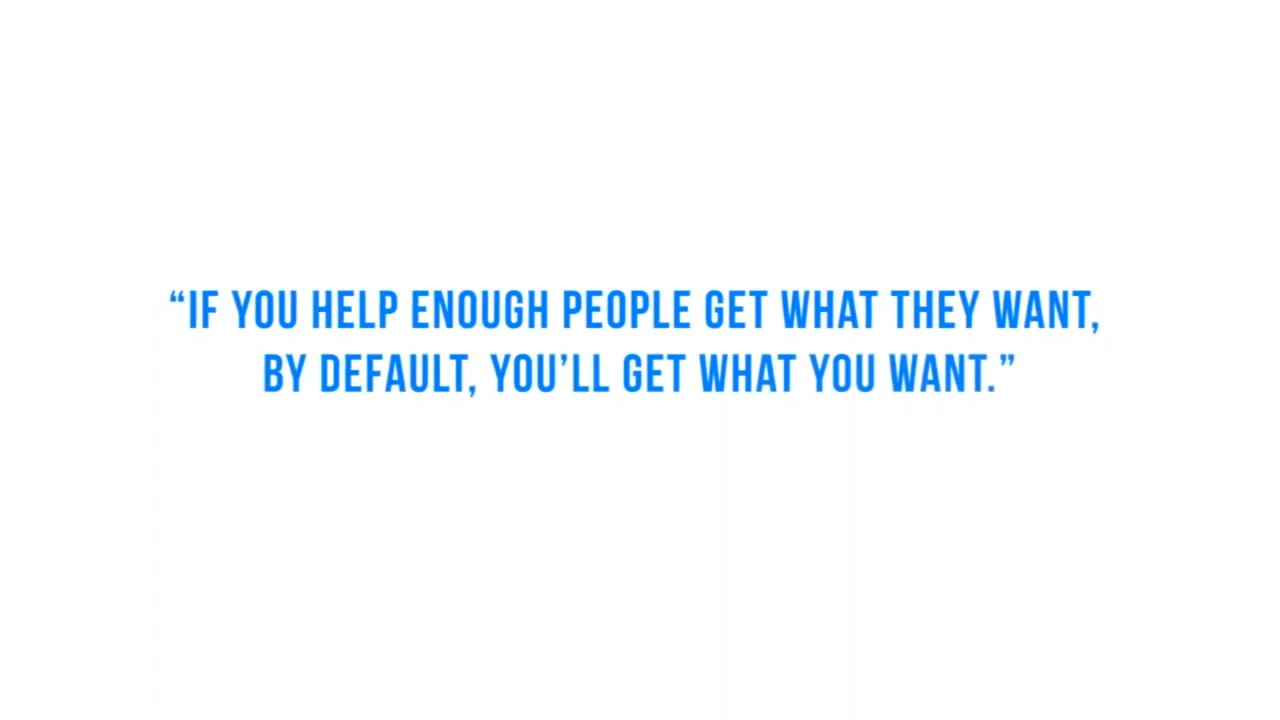 “IF YOU HELP ENOUGH PEOPLE GET WHAT THEY WANT,
BY DEFAULT, YOU’LL GET WHAT YOU WANT.”